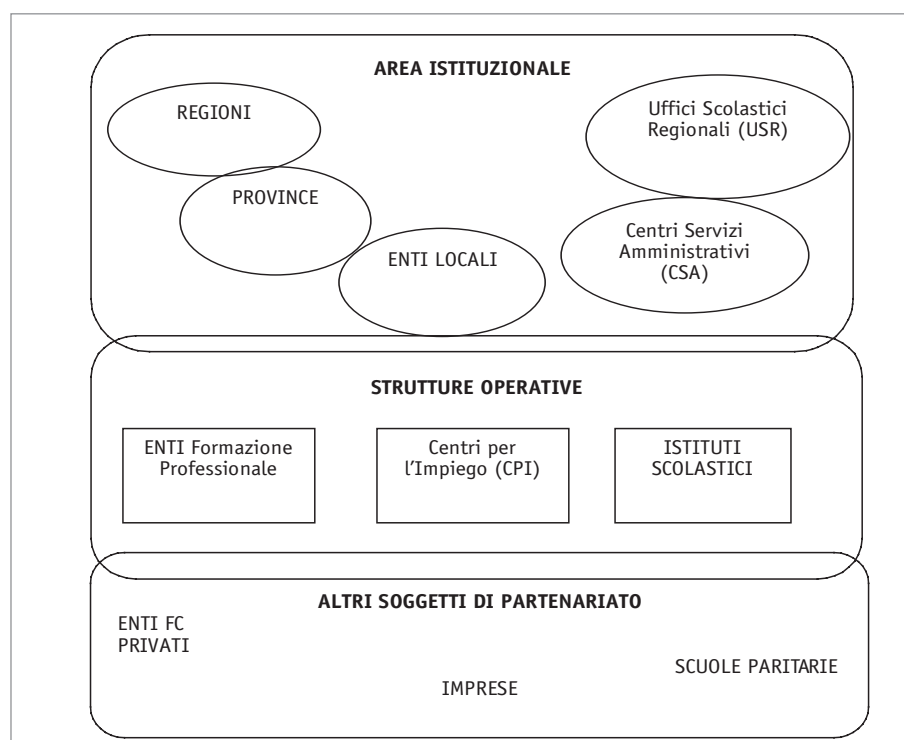 AREA ISTITUZIONALE
REGIONI
PROVINCE
ENTI LOCALI
Uffici Scolastici
Regionali (USR)
Centri Servizi
Amministrativi
(CSA)
STRUTTURE OPERATIVE
ENTI Formazione
Professionale
Centri per
l'Impiego (CPI)
ISTITUTI
SCOLASTICI
ALTRI SOGGETTI DI PARTENARIATO
ENTI FC
PRIVATI
IMPRESE
SCUOLE PARITARIE